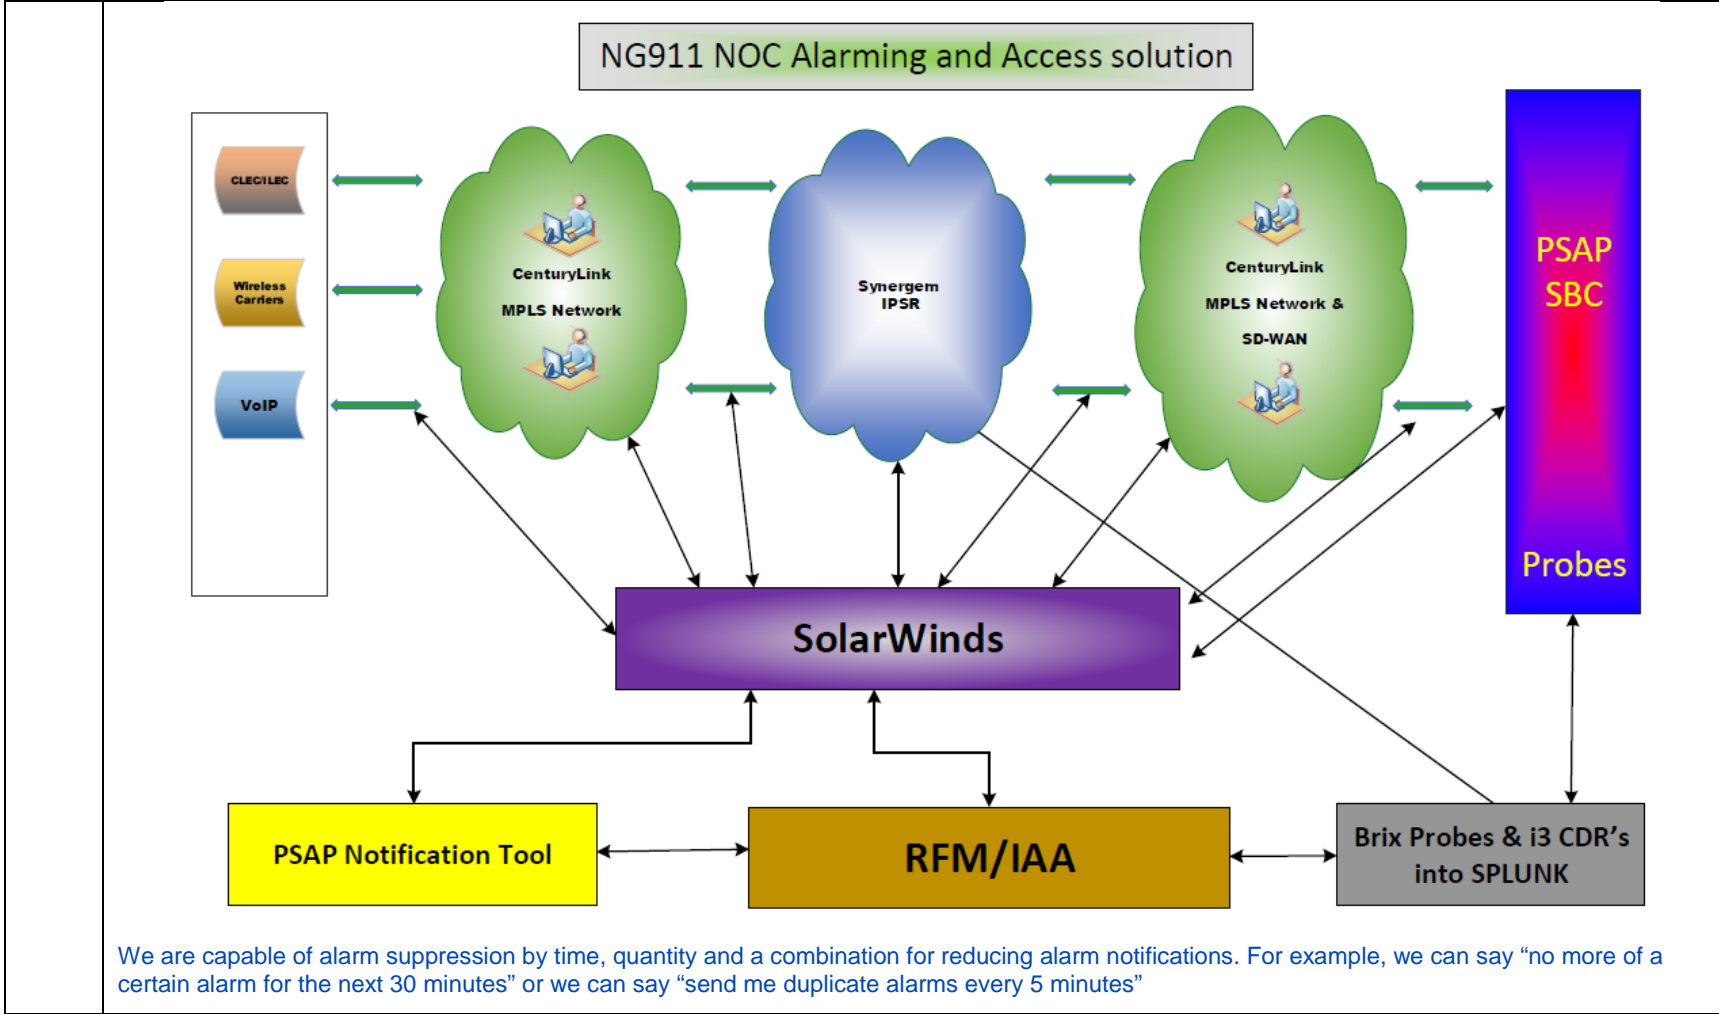 NG911 NOC Alarming and Access solution
CLEC/ILEC
Wireless
Carriers
VoIP
CenturyLink
MPLS Network
Synergem
IPSR
CenturyLink
MPLS Network &
SD-WAN
PSAP
SBC
Probes
SolarWinds
PSAP Notification Tool
RFM/IAA
Brix Probes & i3 CDR's
into SPLUNK
We are capable of alarm suppression by time, quantity and a combination for reducing alarm notifications. For example, we can say “no more of a
certain alarm for the next 30 minutes” or we can say “send me duplicate alarms every 5 minutes”